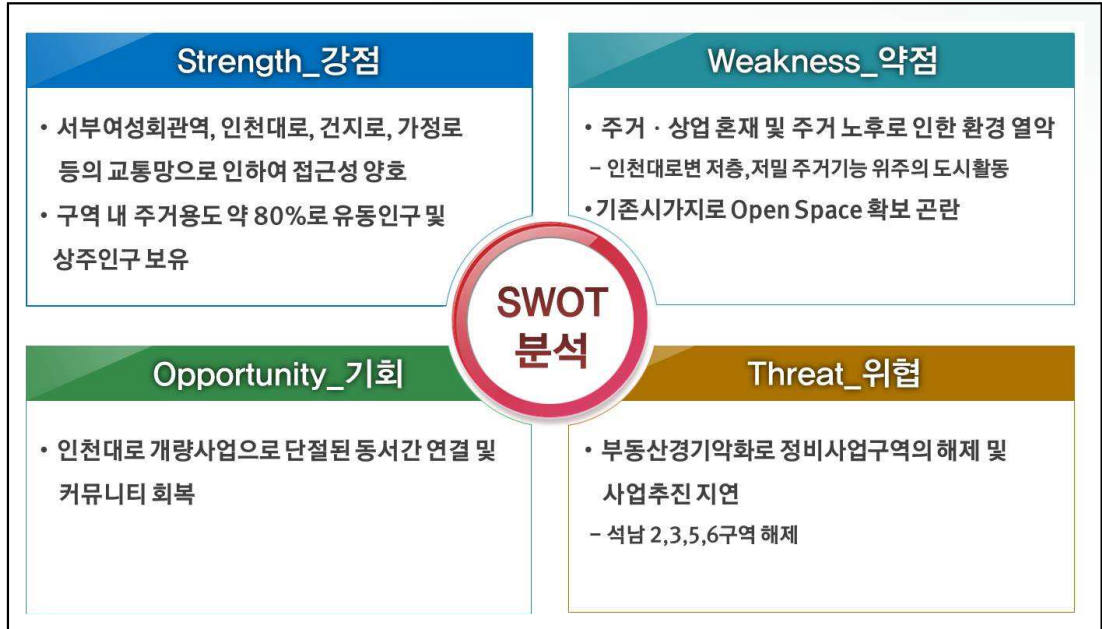 Strength_강점
• 서부여성회관역, 인천대로, 건지로, 가정로
등의 교통망으로 인하여 접근성 양호
• 구역 내 주거용도 약 80%로 유동인구 및
상주인구 보유
Weakness_약점
• 주거 · 상업 혼재 및 주거 노후로 인한 환경 열악
– 인천대로변 저층,저밀 주거기능 위주의 도시활동
• 기존시가지로 Open Space 확보 곤란
SWOT
분석
Opportunity_기회
• 인천대로 개량사업으로 단절된 동서간 연결 및
커뮤니티 회복
Threat_위협
• 부동산경기악화로 정비사업구역의 해제 및
사업추진 지연
– 석남 2,3,5,6구역 해제